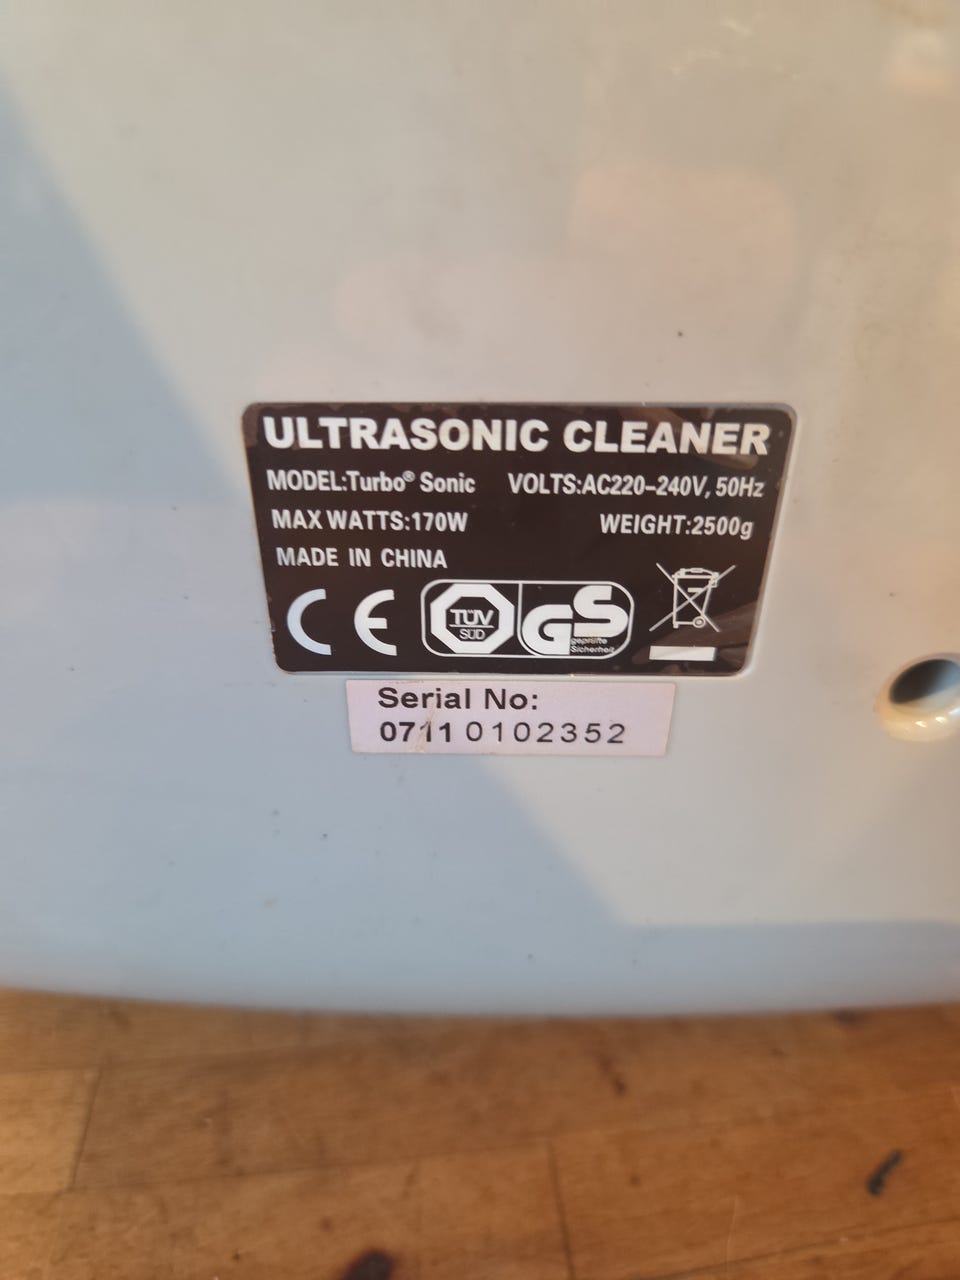 ULTRASONIC CLEANER
MODEL:Turbo® Sonic VOLTS:AC220-240V, 50Hz
MAX WATTS:170W WEIGHT:2500g
MADE IN CHINA
CE TÜV SÜD GS geprüfte Sicherheit
Serial No:
0711 0102352